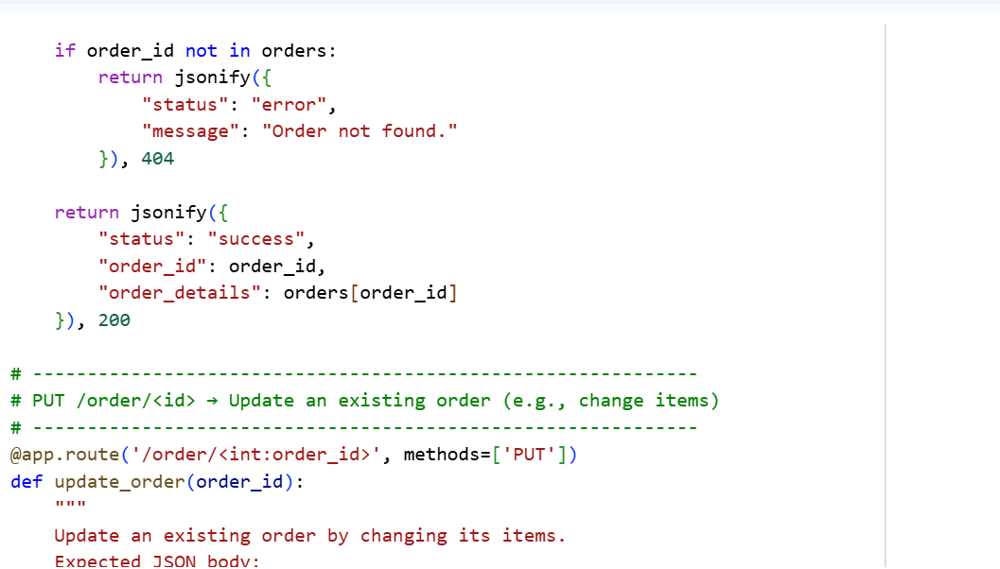 if order_id not in orders:
        return jsonify({
            "status": "error",
            "message": "Order not found."
        }), 404

    return jsonify({
        "status": "success",
        "order_id": order_id,
        "order_details": orders[order_id]
    }), 200

# -------------------------------------------------------------
# PUT /order/<id> → Update an existing order (e.g., change items)
# -------------------------------------------------------------
@app.route('/order/<int:order_id>', methods=['PUT'])
def update_order(order_id):
    """
    Update an existing order by changing its items.
    Expected JSON body: